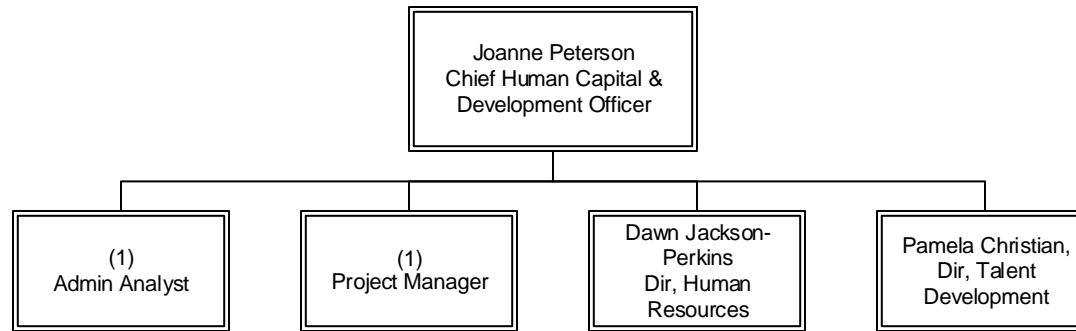 Joanne Peterson
Chief Human Capital &
Development Officer
(1)
Admin Analyst
(1)
Project Manager
Dawn Jackson-
Perkins
Dir, Human
Resources
Pamela Christian,
Dir, Talent
Development